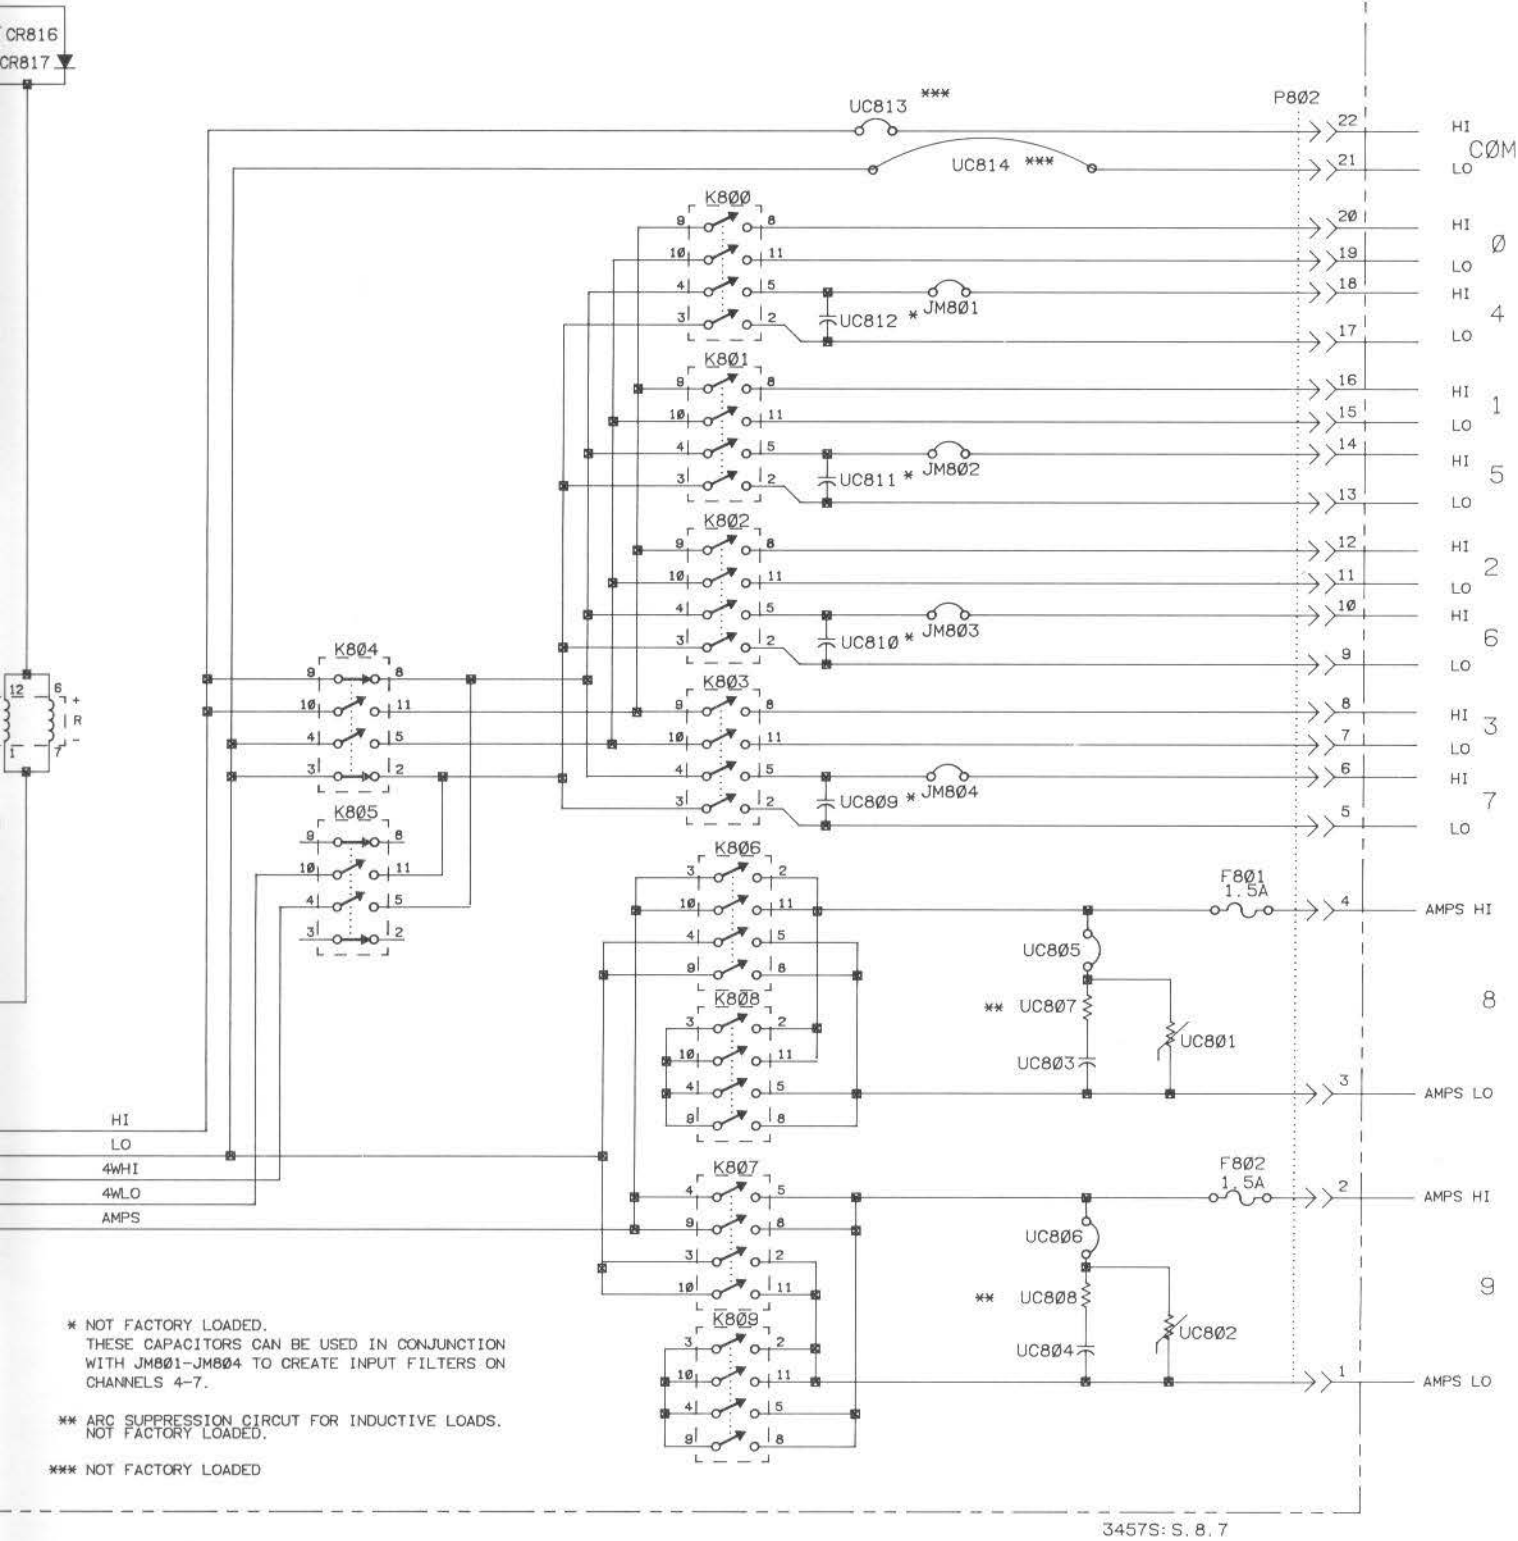 CR816
CR817
UC813 ***
P802
22 HI
COM
UC814 ***
21 LO
K800
9 8 20 HI
0
10 11 19 LO
4 5 18 HI
UC812 * JM801
4
3 2 17 LO
K801
9 8 16 HI
1
10 11 15 LO
4 5 14 HI
UC811 * JM802
5
3 2 13 LO
K802
9 8 12 HI
2
10 11 11 LO
4 5 10 HI
UC810 * JM803
6
3 2 9 LO
K804
9 8
10 11
4 5
3 2
K803
9 8 8 HI
3
10 11 7 LO
4 5 6 HI
UC809 * JM804
7
3 2 5 LO
12 6
+
R
-
1 7
K805
9 8
10 11
4 5
3 2
K806
3 2
10 11
4 5
9 8
F801
1.5A
4 AMPS HI
UC805
** UC807
UC801
UC803
8
3 AMPS LO
K808
3 2
10 11
4 5
9 8
HI
LO
4WHI
4WLO
AMPS
K807
4 5
9 8
3 2
10 11
F802
1.5A
2 AMPS HI
UC806
** UC808
UC802
UC804
9
1 AMPS LO
K809
3 2
10 11
4 5
9 8
* NOT FACTORY LOADED.
THESE CAPACITORS CAN BE USED IN CONJUNCTION
WITH JM801-JM804 TO CREATE INPUT FILTERS ON
CHANNELS 4-7.
** ARC SUPPRESSION CIRCUT FOR INDUCTIVE LOADS.
NOT FACTORY LOADED.
*** NOT FACTORY LOADED
3457S:S.8.7